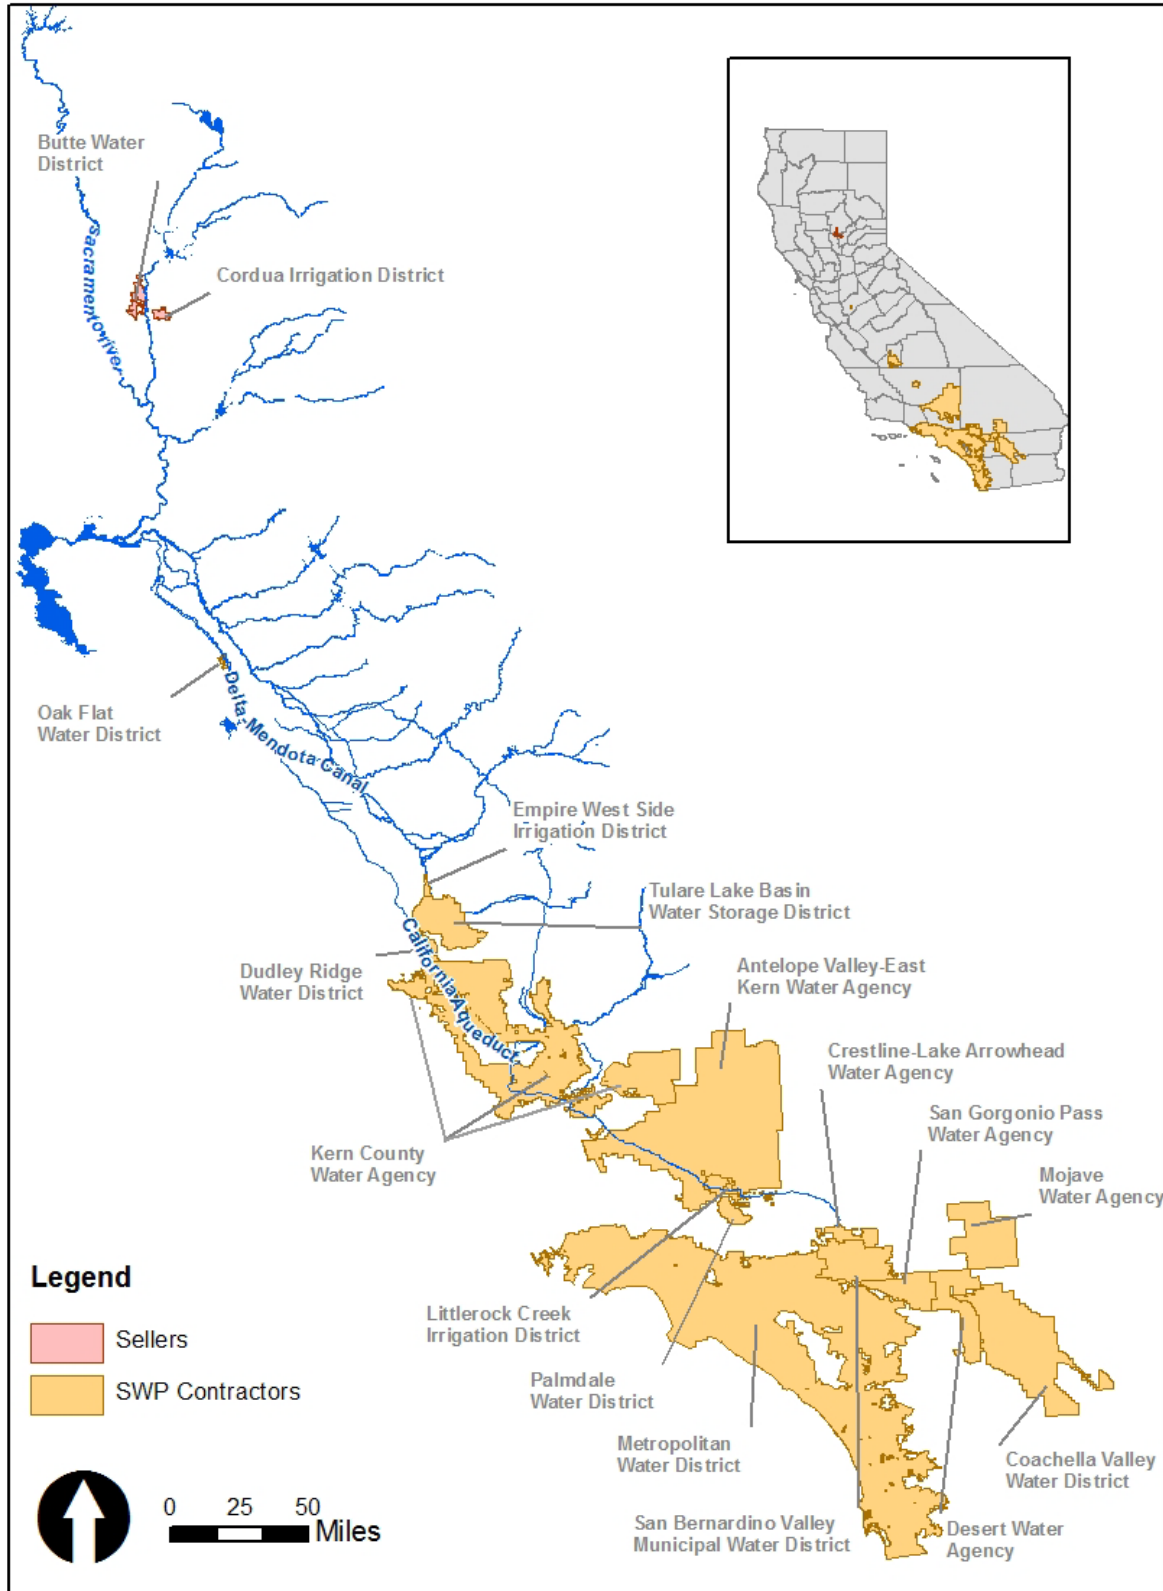 Butte Water
District
Sacramento river
Cordua Irrigation District
Oak Flat
Water District
Delta-Mendota Canal
Empire West Side
Irrigation District
Tulare Lake Basin
Water Storage District
California Aqueduct
Dudley Ridge
Water District
Antelope Valley-East
Kern Water Agency
Crestline-Lake Arrowhead
Water Agency
San Gorgonio Pass
Water Agency
Kern County
Water Agency
Mojave
Water Agency
Legend
Sellers
SWP Contractors
Littlerock Creek
Irrigation District
Palmdale
Water District
Metropolitan
Water District
Coachella Valley
Water District
San Bernardino Valley
Municipal Water District
Desert Water
Agency
0 25 50
Miles